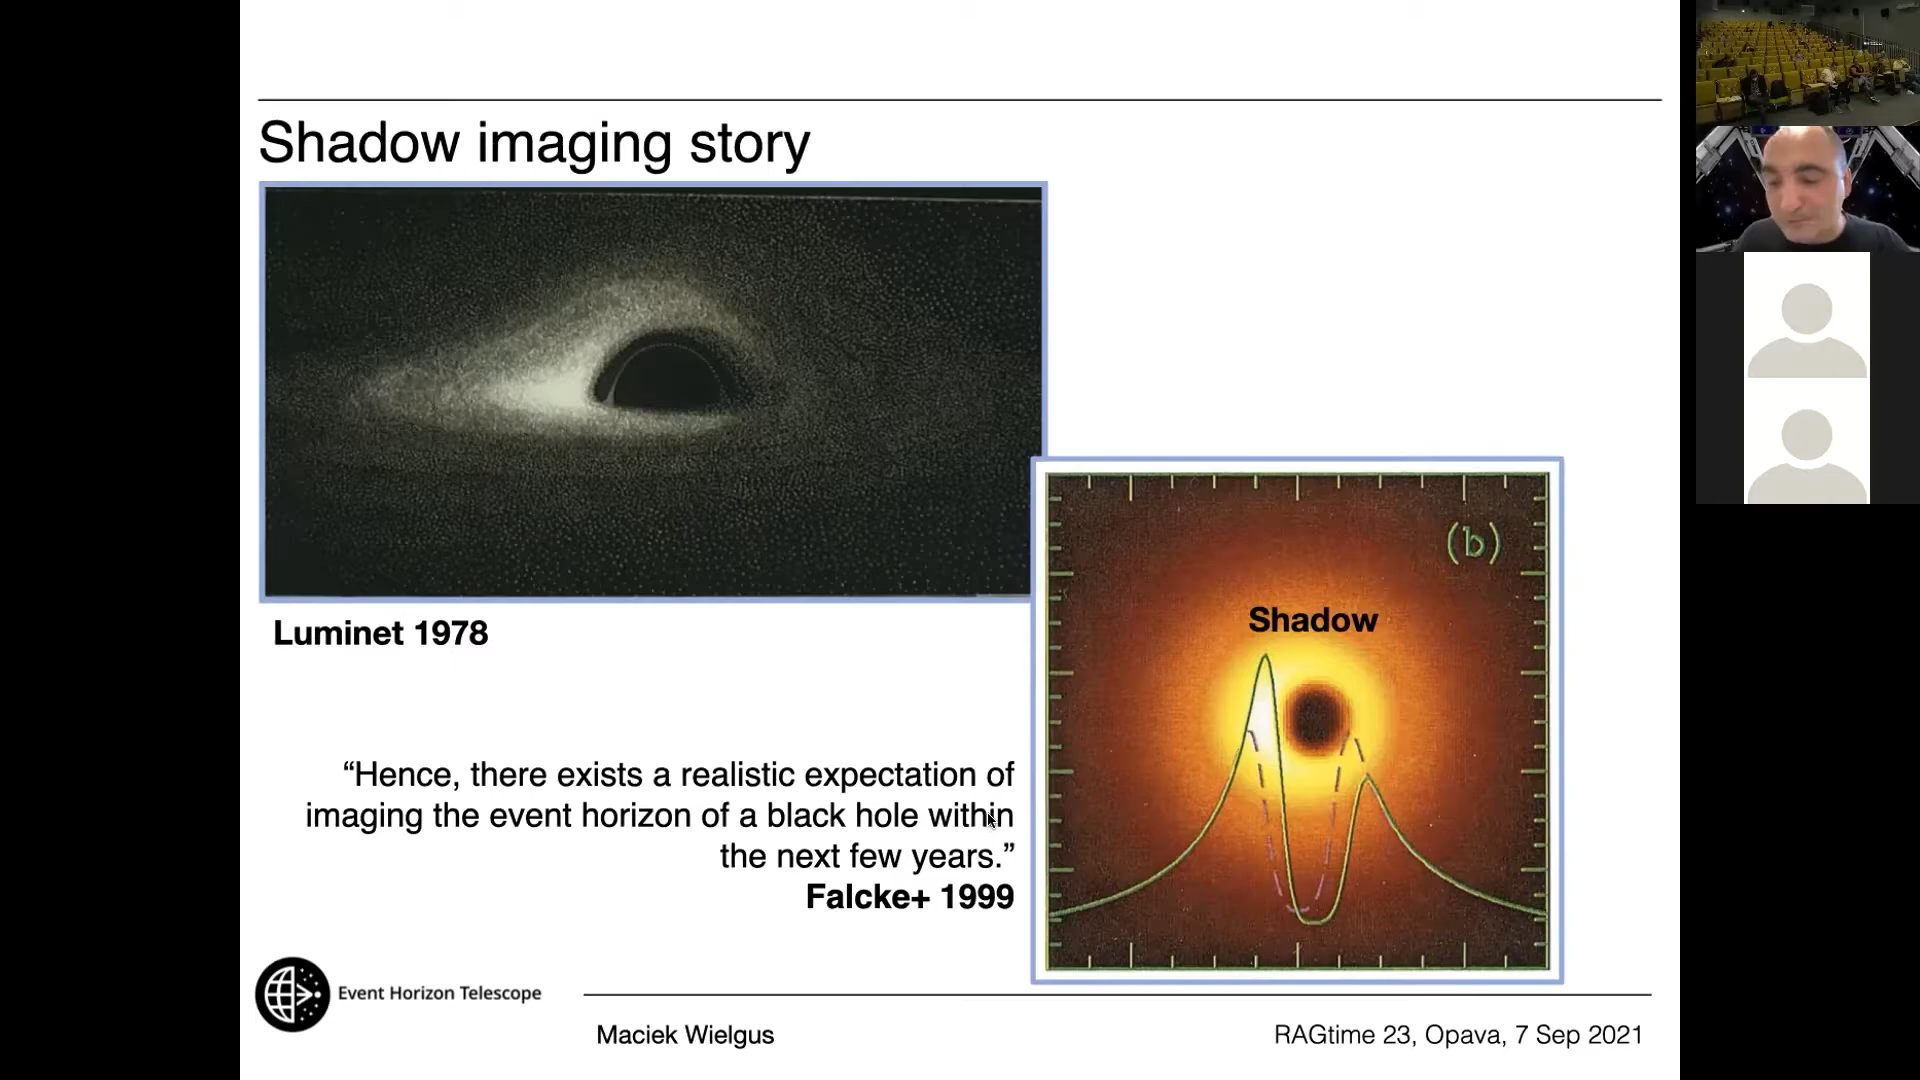 Shadow imaging story
Luminet 1978
(b)
Shadow
“Hence, there exists a realistic expectation of
imaging the event horizon of a black hole within
the next few years.”
Falcke+ 1999
Event Horizon Telescope
Maciek Wielgus
RAGtime 23, Opava, 7 Sep 2021